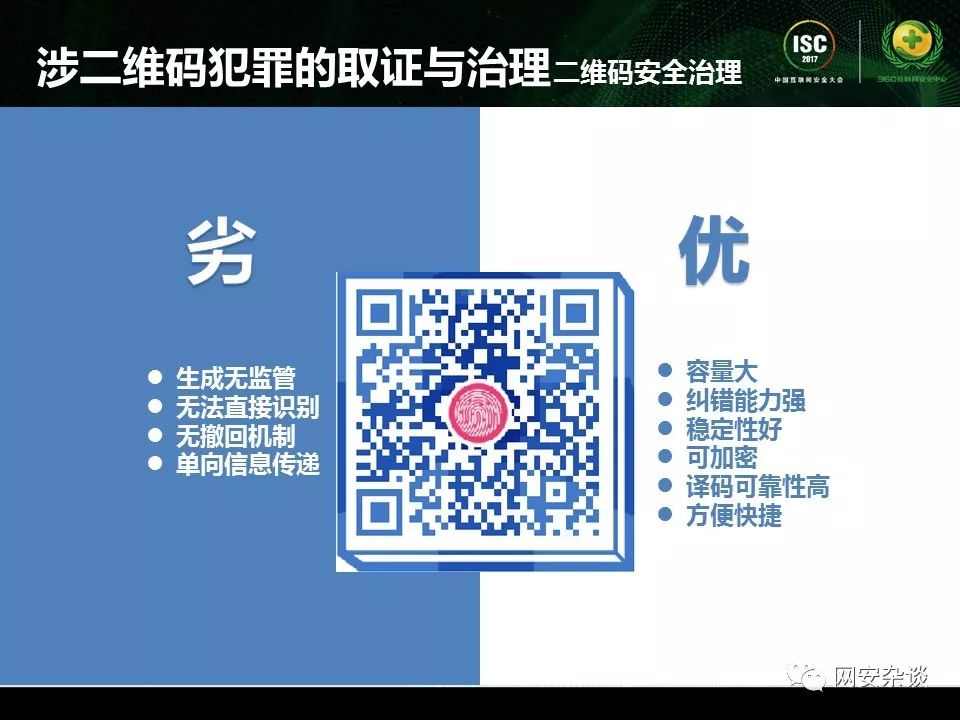 涉二维码犯罪的取证与治理二维码安全治理
ISC
2017
中国互联网安全大会
360互联网安全中心
劣
优
生成无监管
无法直接识别
无撤回机制
单向信息传递
容量大
纠错能力强
稳定性好
可加密
译码可靠性高
方便快捷
网安杂谈